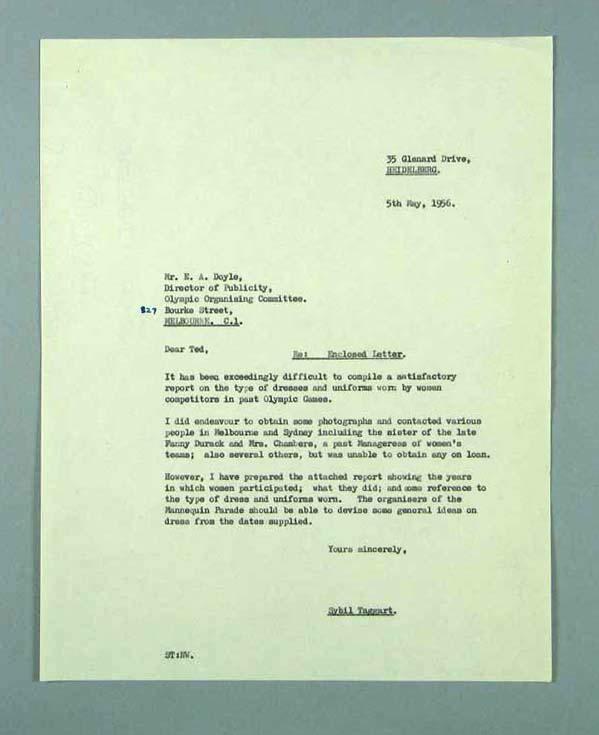 35 Glenard Drive,
HEIDELBERG.
5th May, 1956.
Mr. E. A. Doyle,
Director of Publicity,
Olympic Organising Committee.
827 Bourke Street,
MELBOURNE. C.1.
Dear Ted,
Re: Enclosed Letter.
It has been exceedingly difficult to compile a satisfactory
report on the type of dresses and uniforms worn by women
competitors in past Olympic Games.
I did endeavour to obtain some photographs and contacted various
people in Melbourne and Sydney including the sister of the late
Fanny Durack and Mrs. Chambers, a past Manageress of women's
teams; also several others, but was unable to obtain any on loan.
However, I have prepared the attached report showing the years
in which women participated; what they did; and some reference to
the type of dress and uniforms worn. The organisers of the
Mannequin Parade should be able to devise some general ideas on
dress from the dates supplied.
Yours sincerely,
Sybil Taggart.
ST:NW.